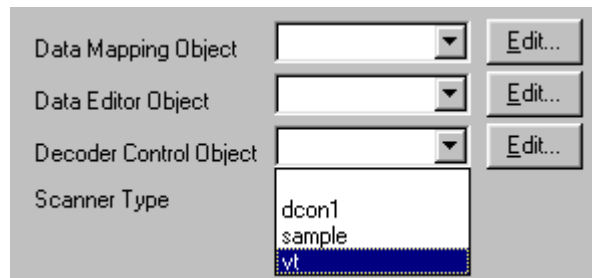 Data Mapping Object Edit...
Data Editor Object Edit...
Decoder Control Object Edit...
Scanner Type
dcon1
sample
vt